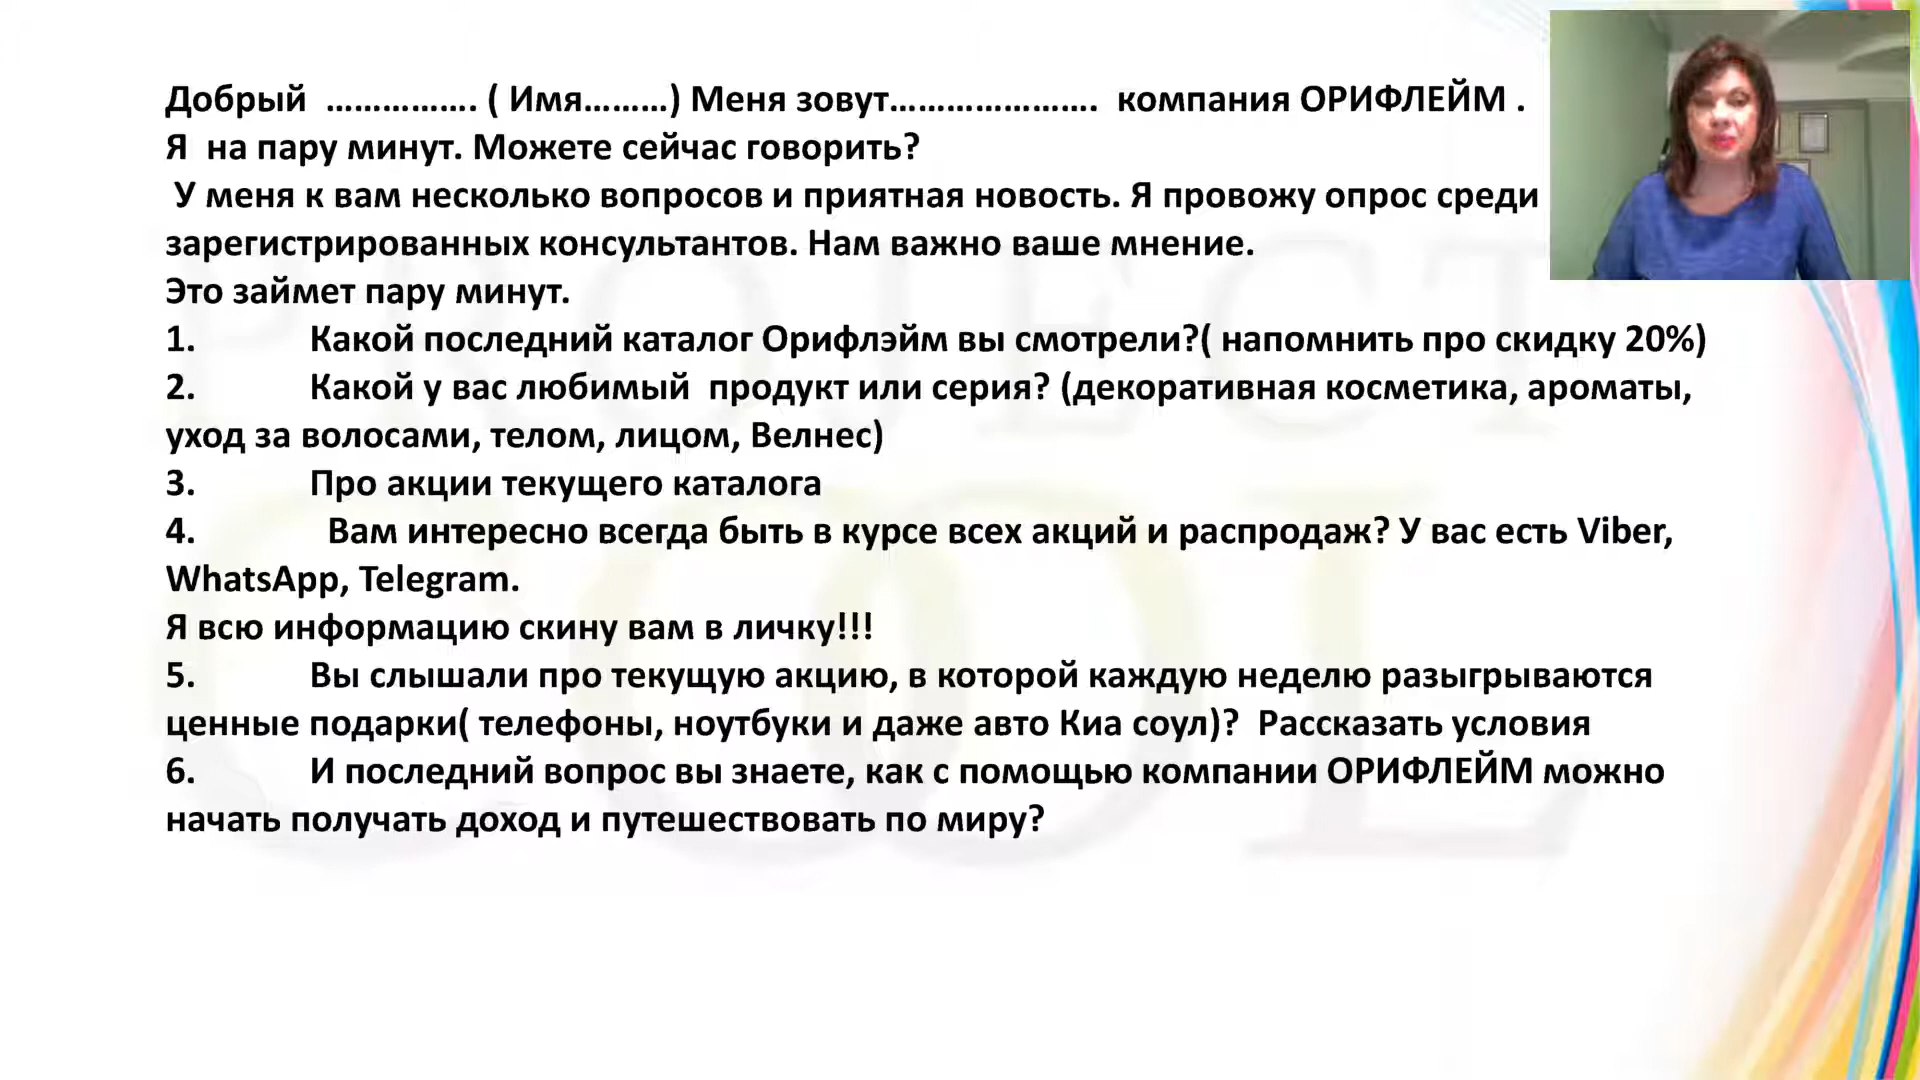 Добрый ……………. ( Имя………) Меня зовут…………………. компания ОРИФЛЕЙМ .
Я на пару минут. Можете сейчас говорить?
У меня к вам несколько вопросов и приятная новость. Я провожу опрос среди
зарегистрированных консультантов. Нам важно ваше мнение.
Это займет пару минут.
1. Какой последний каталог Орифлэйм вы смотрели?( напомнить про скидку 20%)
2. Какой у вас любимый продукт или серия? (декоративная косметика, ароматы,
уход за волосами, телом, лицом, Велнес)
3. Про акции текущего каталога
4. Вам интересно всегда быть в курсе всех акций и распродаж? У вас есть Viber,
WhatsApp, Telegram.
Я всю информацию скину вам в личку!!!
5. Вы слышали про текущую акцию, в которой каждую неделю разыгрываются
ценные подарки( телефоны, ноутбуки и даже авто Киа соул)? Рассказать условия
6. И последний вопрос вы знаете, как с помощью компании ОРИФЛЕЙМ можно
начать получать доход и путешествовать по миру?
PROJECT
COOL